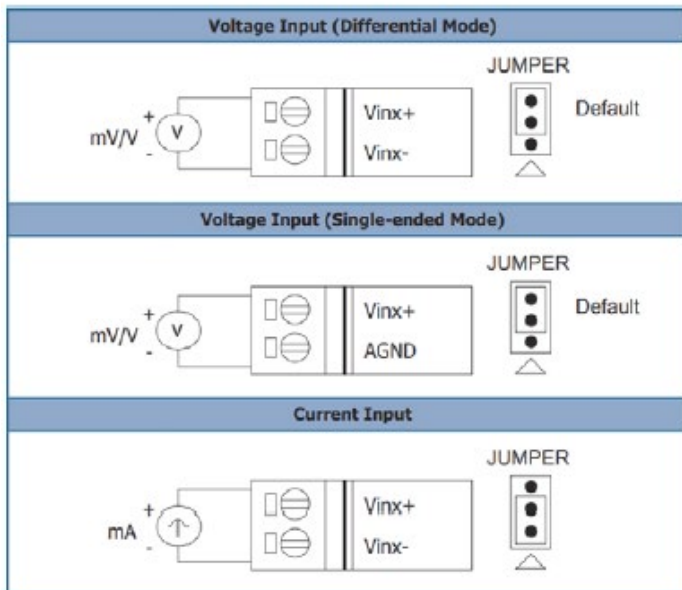 Voltage Input (Differential Mode)
JUMPER
+
mV/V
-
V
Vinx+
Vinx-
Default
Voltage Input (Single-ended Mode)
JUMPER
+
mV/V
-
V
Vinx+
AGND
Default
Current Input
JUMPER
+
mA
-
Vinx+
Vinx-